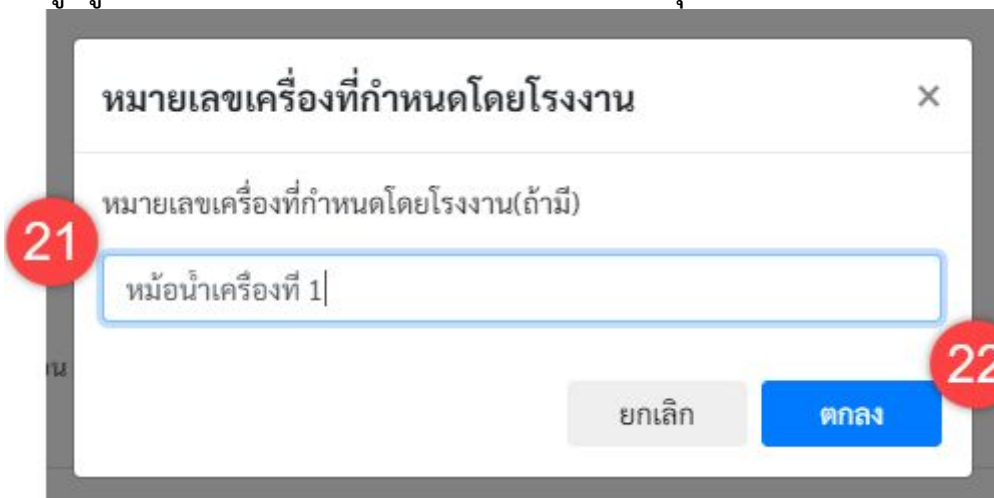 หมายเลขเครื่องที่กำหนดโดยโรงงาน ×
หมายเลขเครื่องที่กำหนดโดยโรงงาน(ถ้ามี)
21
หม้อน้ำเครื่องที่ 1
22
ยกเลิก ตกลง